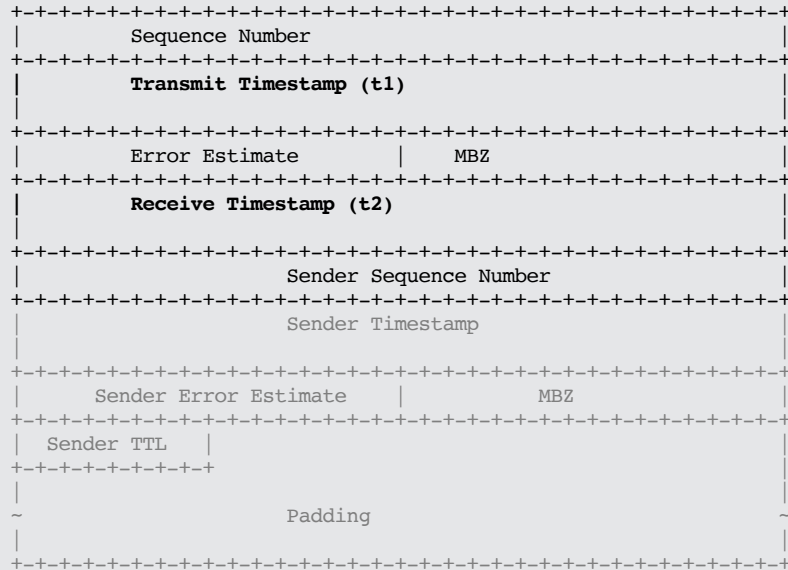 +-+-+-+-+-+-+-+-+-+-+-+-+-+-+-+-+-+-+-+-+-+-+-+-+-+-+-+-+-+-+-+-+
| Sequence Number |
+-+-+-+-+-+-+-+-+-+-+-+-+-+-+-+-+-+-+-+-+-+-+-+-+-+-+-+-+-+-+-+-+
| Transmit Timestamp (t1) |
| |
+-+-+-+-+-+-+-+-+-+-+-+-+-+-+-+-+-+-+-+-+-+-+-+-+-+-+-+-+-+-+-+-+
| Error Estimate | MBZ |
+-+-+-+-+-+-+-+-+-+-+-+-+-+-+-+-+-+-+-+-+-+-+-+-+-+-+-+-+-+-+-+-+
| Receive Timestamp (t2) |
| |
+-+-+-+-+-+-+-+-+-+-+-+-+-+-+-+-+-+-+-+-+-+-+-+-+-+-+-+-+-+-+-+-+
| Sender Sequence Number |
+-+-+-+-+-+-+-+-+-+-+-+-+-+-+-+-+-+-+-+-+-+-+-+-+-+-+-+-+-+-+-+-+
| Sender Timestamp |
| |
+-+-+-+-+-+-+-+-+-+-+-+-+-+-+-+-+-+-+-+-+-+-+-+-+-+-+-+-+-+-+-+-+
| Sender Error Estimate | MBZ |
+-+-+-+-+-+-+-+-+-+-+-+-+-+-+-+-+-+-+-+-+-+-+-+-+-+-+-+-+-+-+-+-+
| Sender TTL | |
+-+-+-+-+-+-+-+-+ |
| |
~ Padding ~
| |
+-+-+-+-+-+-+-+-+-+-+-+-+-+-+-+-+-+-+-+-+-+-+-+-+-+-+-+-+-+-+-+-+